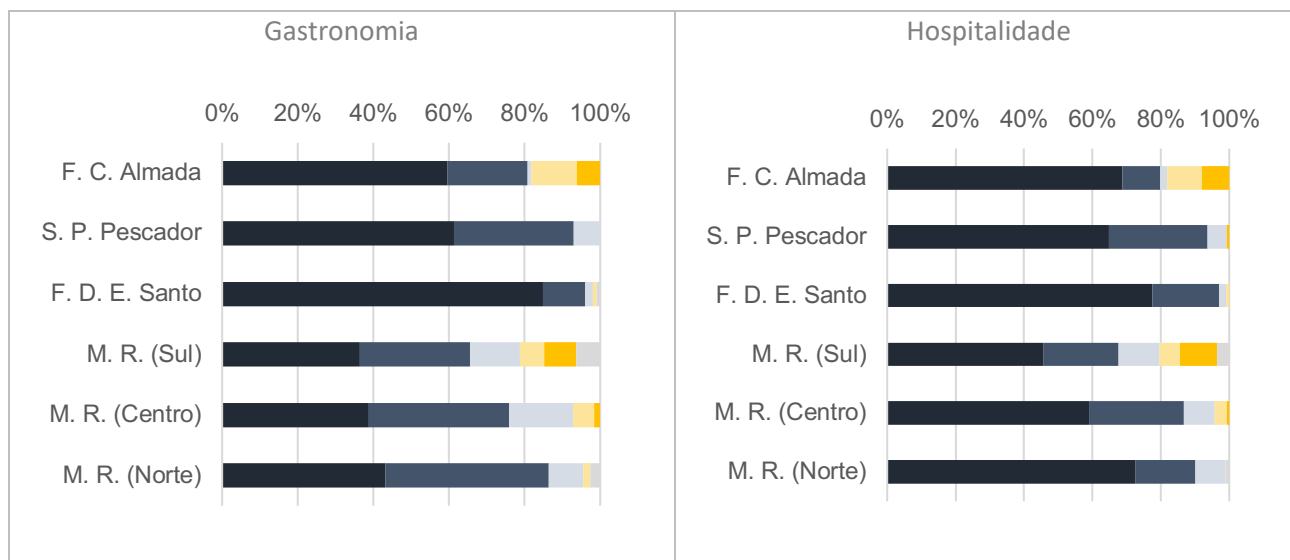 Gastronomia
0% 20% 40% 60% 80% 100%
F. C. Almada
S. P. Pescador
F. D. E. Santo
M. R. (Sul)
M. R. (Centro)
M. R. (Norte)
Hospitalidade
0% 20% 40% 60% 80% 100%
F. C. Almada
S. P. Pescador
F. D. E. Santo
M. R. (Sul)
M. R. (Centro)
M. R. (Norte)